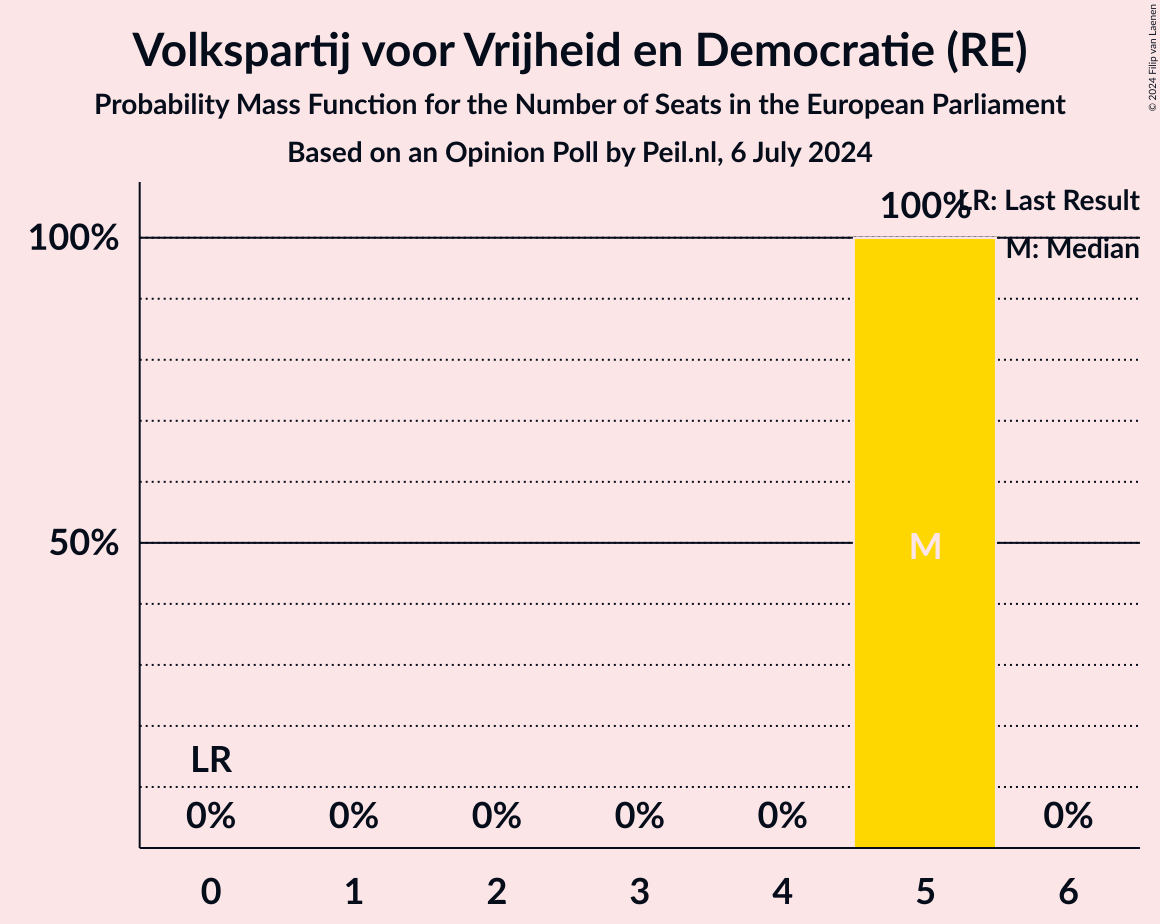 Volkspartij voor Vrijheid en Democratie (RE)
Probability Mass Function for the Number of Seats in the European Parliament
Based on an Opinion Poll by Peil.nl, 6 July 2024
© 2024 Filip van Laenen
100%
LR: Last Result
100%
M: Median
50%
M
LR
0% 0% 0% 0% 0% 0%
0 1 2 3 4 5 6